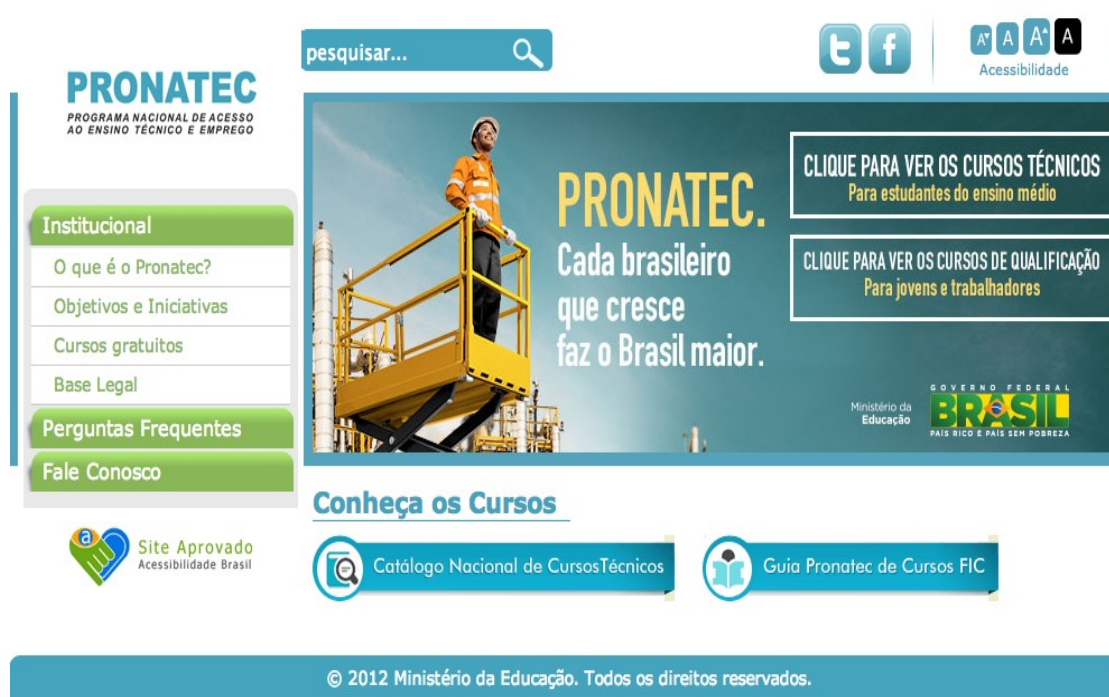 pesquisar...
A A A A
Acessibilidade
PRONATEC
PROGRAMA NACIONAL DE ACESSO
AO ENSINO TÉCNICO E EMPREGO
Institucional
O que é o Pronatec?
Objetivos e Iniciativas
Cursos gratuitos
Base Legal
Perguntas Frequentes
Fale Conosco
a
Site Aprovado
Acessibilidade Brasil
PRONATEC.
Cada brasileiro
que cresce
faz o Brasil maior.
CLIQUE PARA VER OS CURSOS TÉCNICOS
Para estudantes do ensino médio
CLIQUE PARA VER OS CURSOS DE QUALIFICAÇÃO
Para jovens e trabalhadores
Ministério da
Educação
GOVERNO FEDERAL
BRASIL
PAÍS RICO É PAÍS SEM POBREZA
Conheça os Cursos
Catálogo Nacional de CursosTécnicos
Guia Pronatec de Cursos FIC
© 2012 Ministério da Educação. Todos os direitos reservados.